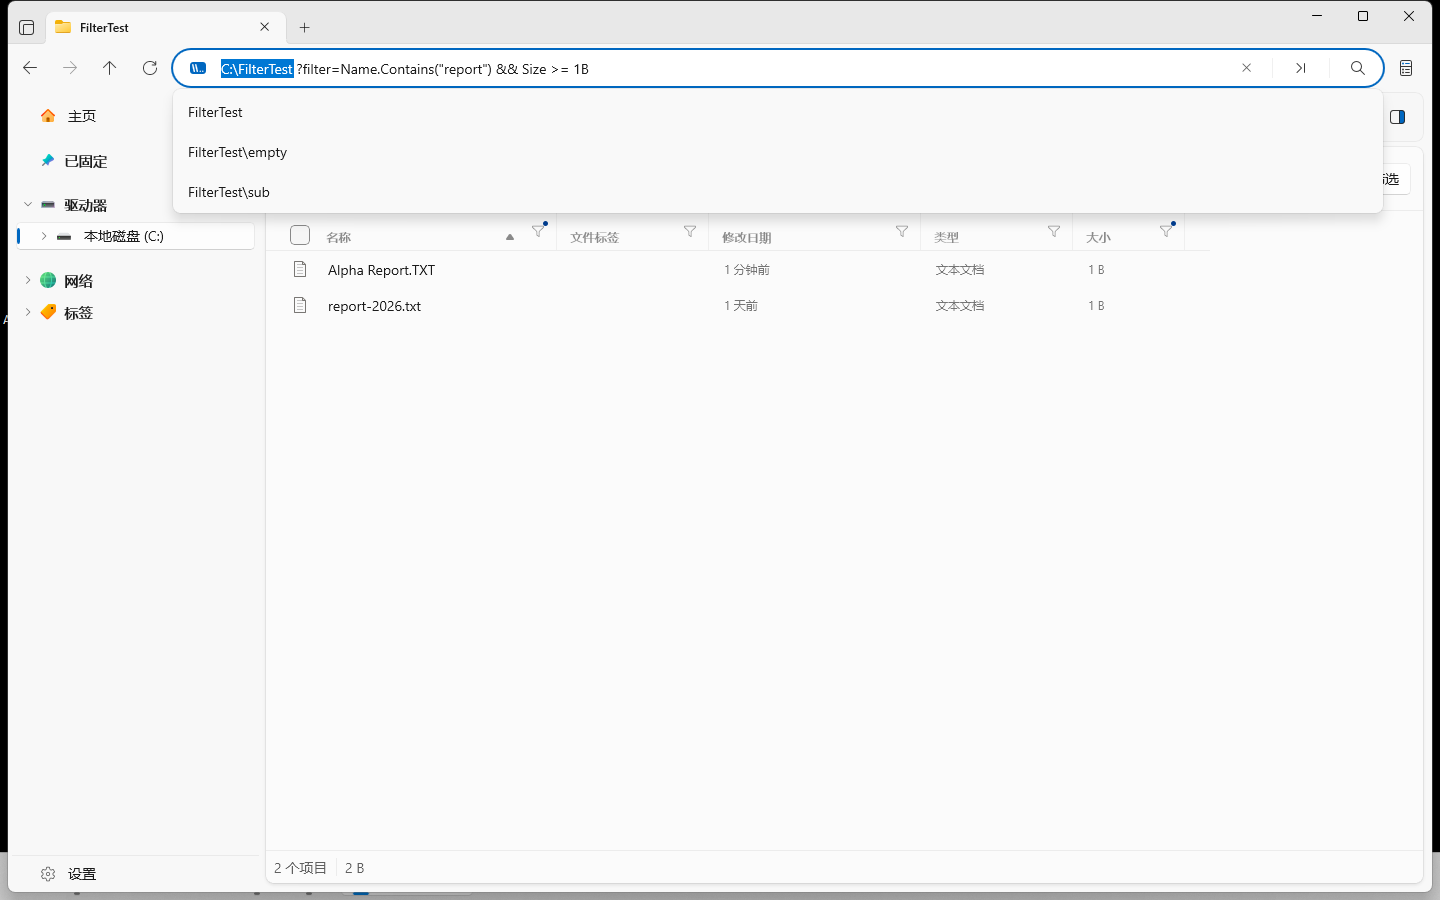 FilterTest
C:\FilterTest ?filter=Name.Contains("report") && Size >= 1B
FilterTest
FilterTest\empty
FilterTest\sub
主页
已固定
驱动器
本地磁盘 (C:)
网络
标签
设置
选
名称
文件标签
修改日期
类型
大小
Alpha Report.TXT
1 分钟前
文本文档
1 B
report-2026.txt
1 天前
文本文档
1 B
2 个项目
2 B